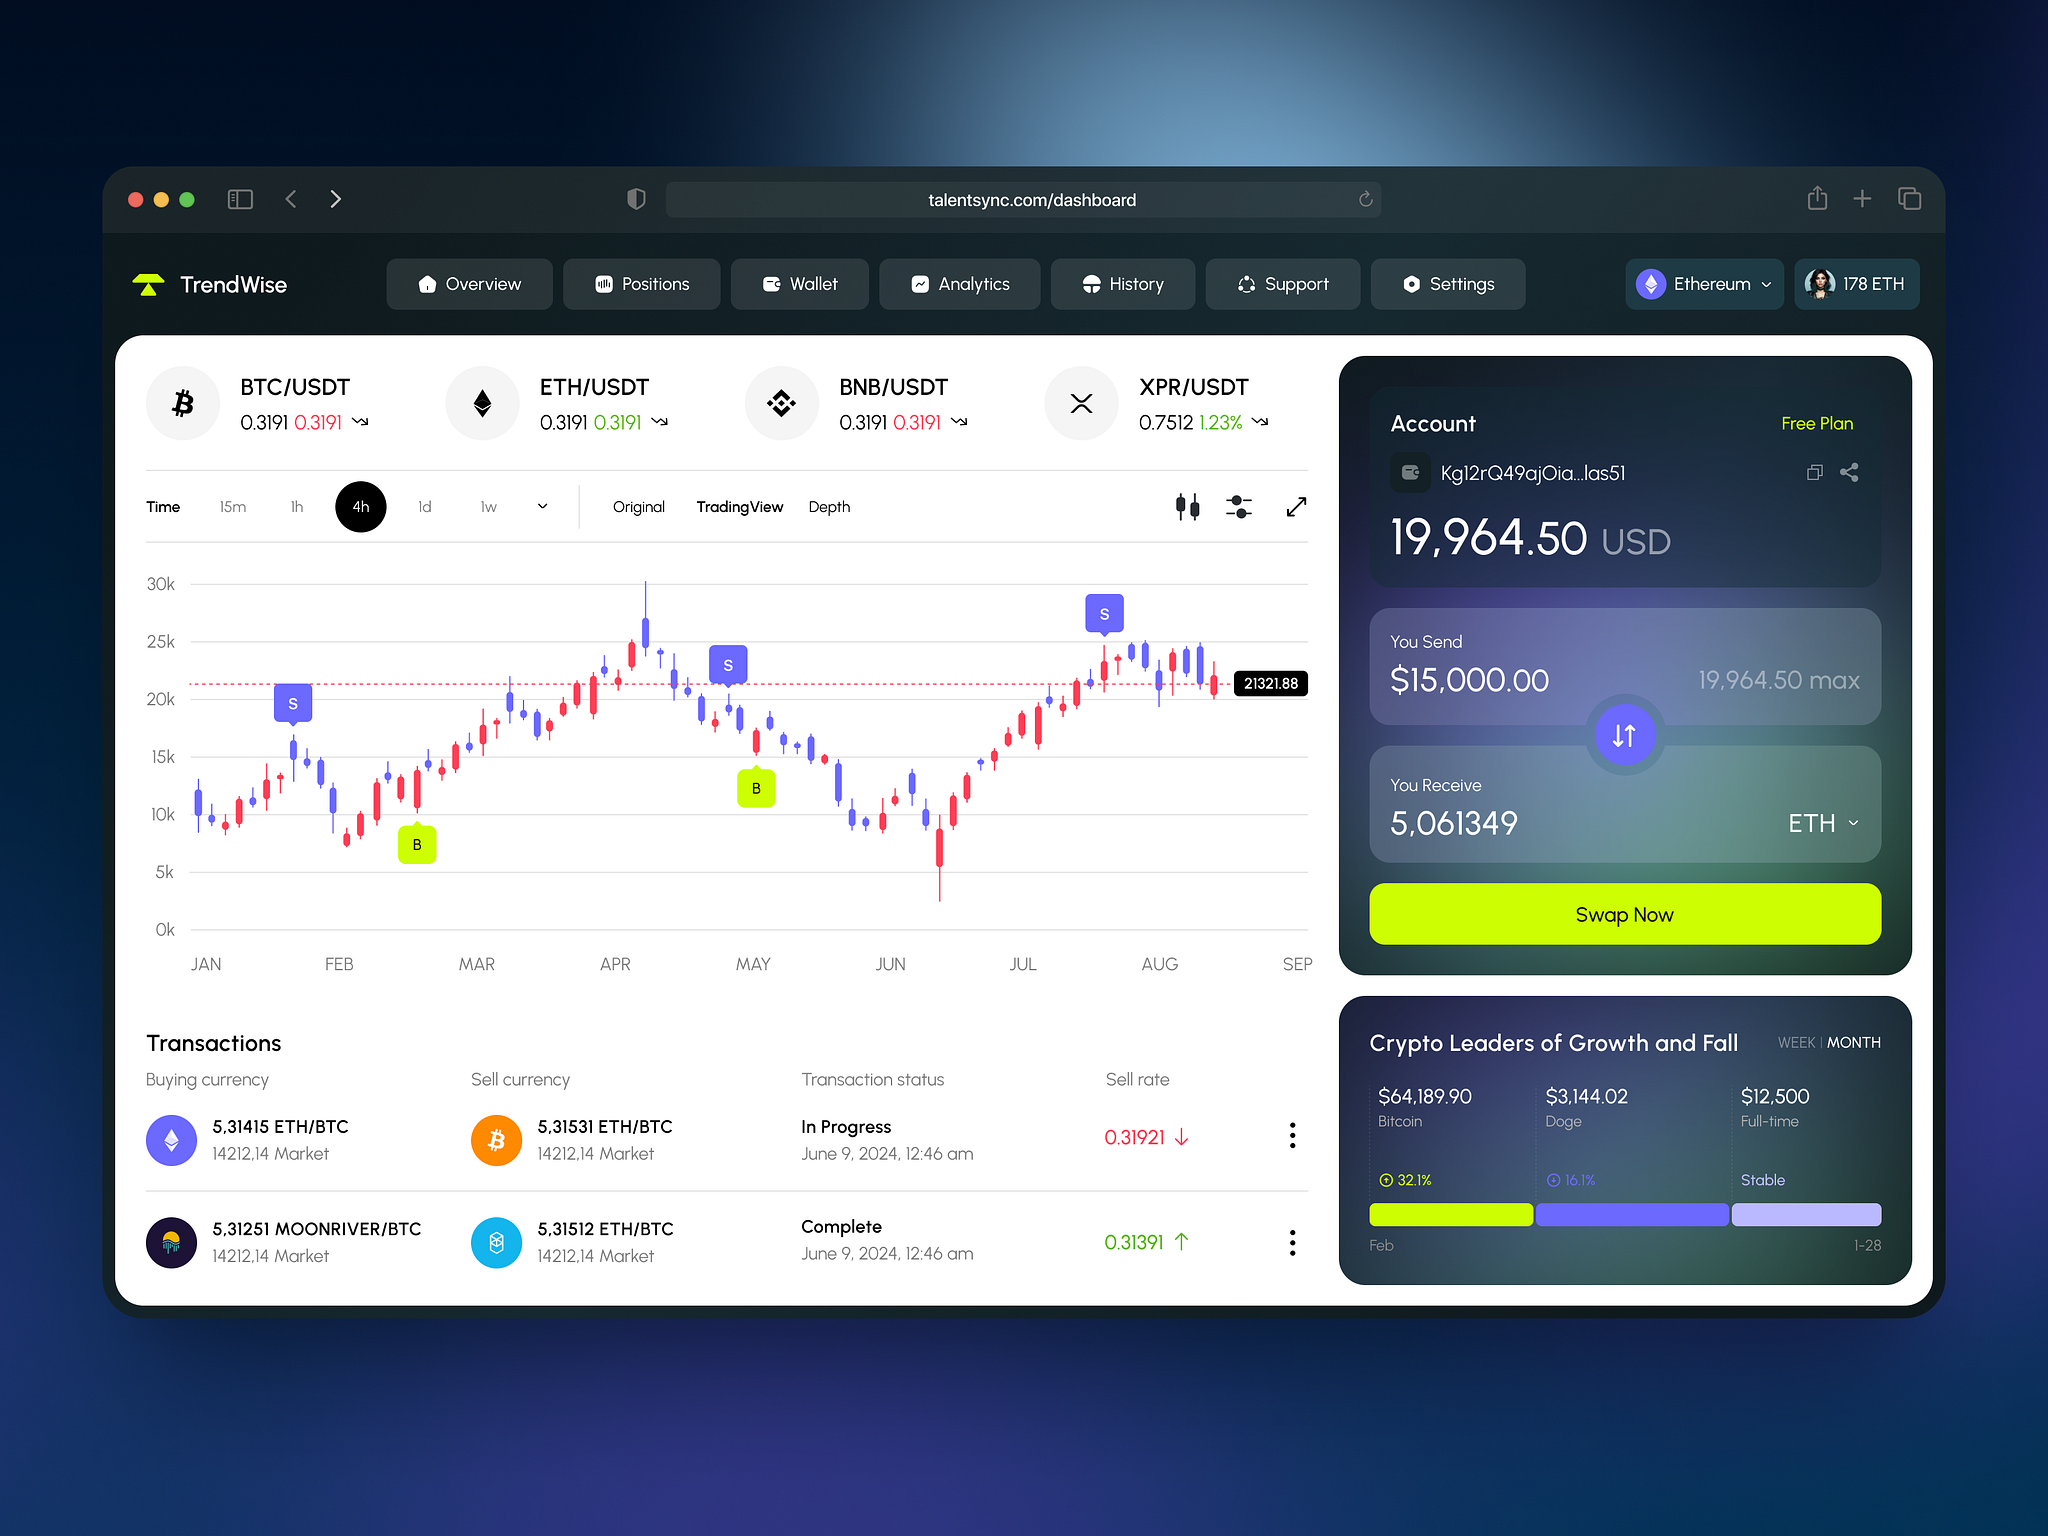 talentsync.com/dashboard
TrendWise
Overview
Positions
Wallet
Analytics
History
Support
Settings
Ethereum
178 ETH
BTC/USDT
0.3191 0.3191
ETH/USDT
0.3191 0.3191
BNB/USDT
0.3191 0.3191
XPR/USDT
0.7512 1.23%
Time
15m
1h
4h
1d
1w
Original
TradingView
Depth
30k
25k
20k
15k
10k
5k
0k
S
B
S
B
S
21321.88
JAN
FEB
MAR
APR
MAY
JUN
JUL
AUG
SEP
Transactions
Buying currency
Sell currency
Transaction status
Sell rate
5,31415 ETH/BTC
14212,14 Market
5,31531 ETH/BTC
14212,14 Market
In Progress
June 9, 2024, 12:46 am
0.31921
5,31251 MOONRIVER/BTC
14212,14 Market
5,31512 ETH/BTC
14212,14 Market
Complete
June 9, 2024, 12:46 am
0.31391
Account
Free Plan
Kg12rQ49ajOia...las51
19,964.50 USD
You Send
$15,000.00
19,964.50 max
You Receive
5,061349
ETH
Swap Now
Crypto Leaders of Growth and Fall
WEEK | MONTH
$64,189.90
Bitcoin
32.1%
$3,144.02
Doge
16.1%
$12,500
Full-time
Stable
Feb
1-28